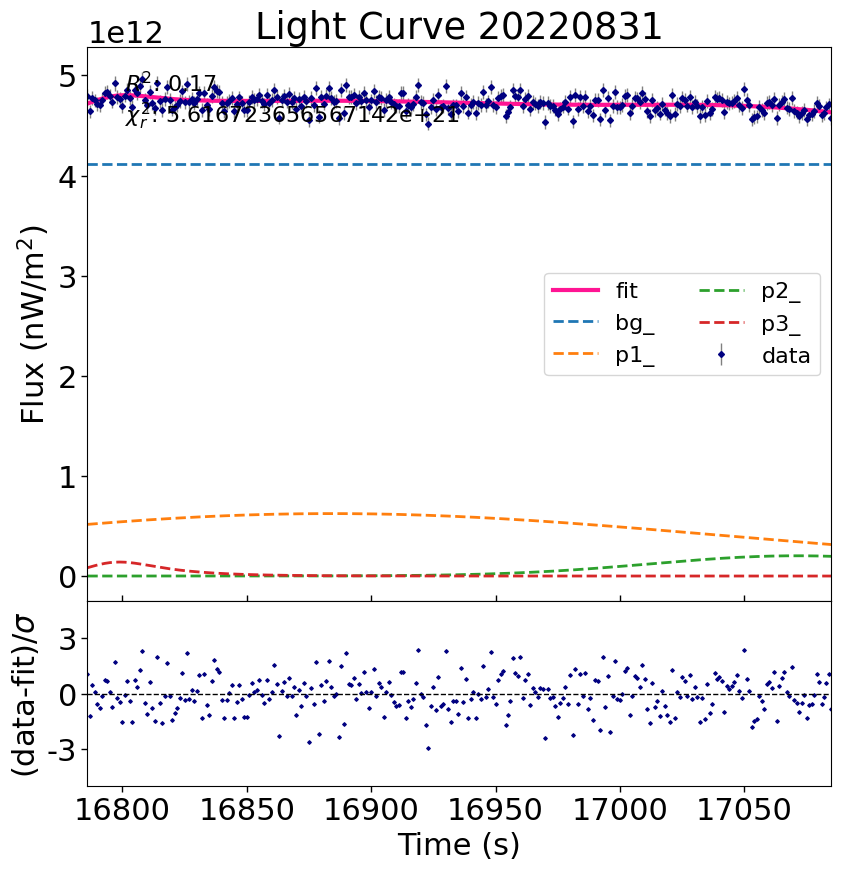 Light Curve 20220831
1e12
R²: 0.17
χ²ᵣ: 5.616723656567142e+21
5
4
3
2
1
0
Flux (nW/m²)
fit
bg_
p1_
p2_
p3_
data
3
0
-3
(data-fit)/σ
16800 16850 16900 16950 17000 17050
Time (s)